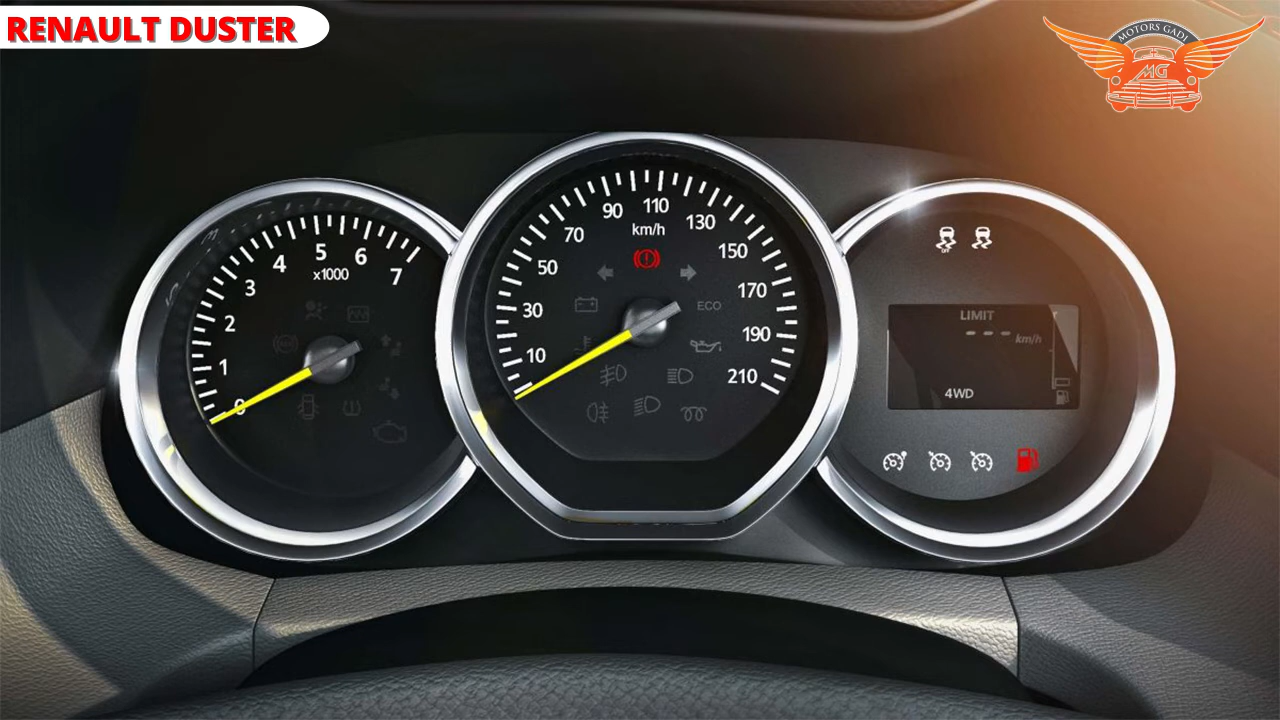 RENAULT DUSTER
MOTORS GADI
MG
0
1
2
3
4
5
6
7
x1000
10
30
50
70
90
110
130
150
170
190
210
km/h
ECO
OFF
LIMIT
--- km/h
4WD